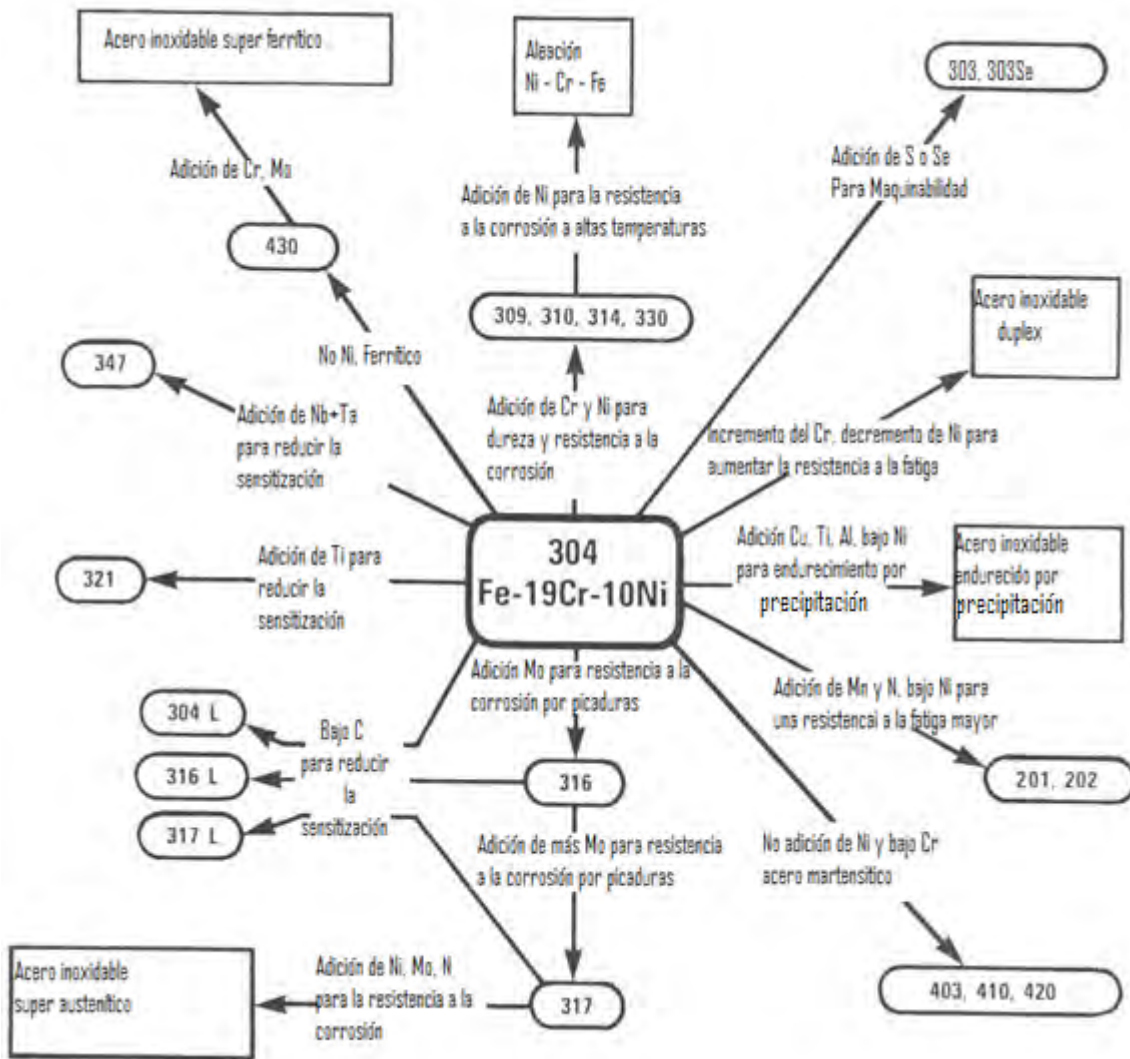 Acero inoxidable super ferrítico
Aleación
Ni - Cr - Fe
303, 303Se
Adición de Cr, Mo
Adición de S o Se
Para Maquinabilidad
Adición de Ni para la resistencia
a la corrosión a altas temperaturas
430
309, 310, 314, 330
Acero inoxidable
duplex
347
No Ni, Ferrítico
Adición de Nb+Ta
para reducir la
sensitización
Adición de Cr y Ni para
dureza y resistencia a la
corrosión
Incremento del Cr, decremento de Ni para
aumentar la resistencia a la fatiga
304
Fe-19Cr-10Ni
321
Adición de Ti para
reducir la
sensitización
Adición Cu, Ti, Al, bajo Ni
para endurecimiento por
precipitación
Acero inoxidable
endurecido por
precipitación
Adición Mo para resistencia a la
corrosión por picaduras
Adición de Mn y N, bajo Ni para
una resistencai a la fatiga mayor
201, 202
304 L
316 L
317 L
Bajo C
para reducir
la
sensitización
316
Adición de más Mo para resistencia
a la corrosión por picaduras
No adición de Ni y bajo Cr
acero martensítico
403, 410, 420
Acero inoxidable
super austenítico
Adición de Ni, Mo, N
para la resistencia a la
corrosión
317